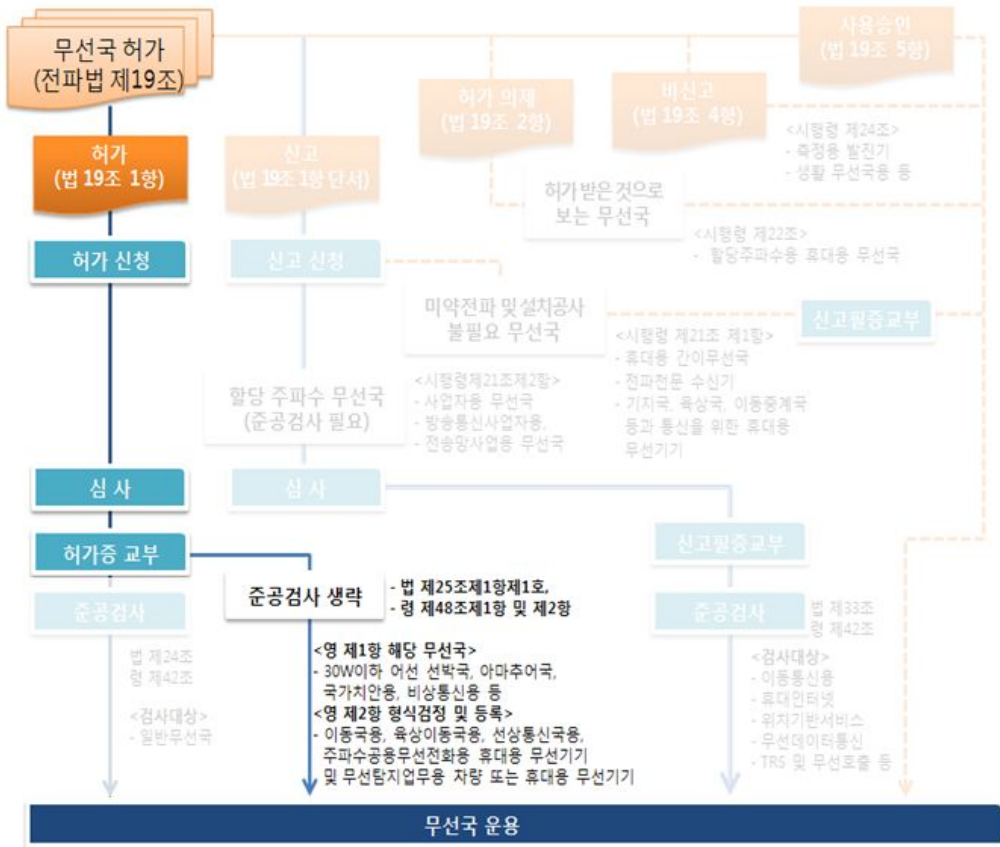 무선국 허가
(전파법 제19조)
사용승인
(법 19조 5항)
허가 의제
(법 19조 2항)
비신고
(법 19조 4항)
<시행령 제24조>
- 측정용 발진기
- 생활 무선국용 등
허가
(법 19조 1항)
신고
(법 19조 1항 단서)
허가 받은 것으로
보는 무선국
<시행령 제22조>
- 할당주파수용 휴대용 무선국
허가 신청
신고 신청
미약전파 및 설치공사
불필요 무선국
신고필증교부
<시행령 제21조 제1항>
- 휴대용 간이무선국
- 전파전문 수신기
- 기지국, 육상국, 이동중계국
등과 통신을 위한 휴대용
무선기기
<시행령제21조제2항>
- 사업자용 무선국
- 방송통신사업자용,
- 전송망사업용 무선국
할당 주파수 무선국
(준공검사 필요)
심 사
심 사
허가증 교부
신고필증교부
준공검사 생략
- 법 제25조제1항제1호,
- 령 제48조제1항 및 제2항
준공검사
준공검사
법 제33조
령 제42조
법 제24조
령 제42조
<검사대상>
- 일반무선국
<영 제1항 해당 무선국>
- 30W이하 어선 선박국, 아마추어국,
국가치안용, 비상통신용 등
<영 제2항 형식검정 및 등록>
- 이동국용, 육상이동국용, 선상통신국용,
주파수공용무선전화용 휴대용 무선기기
및 무선탐지업무용 차량 또는 휴대용 무선기기
<검사대상>
- 이동통신용
- 휴대인터넷
- 위치기반서비스
- 무선데이터통신
- TRS 및 무선호출 등
무선국 운용